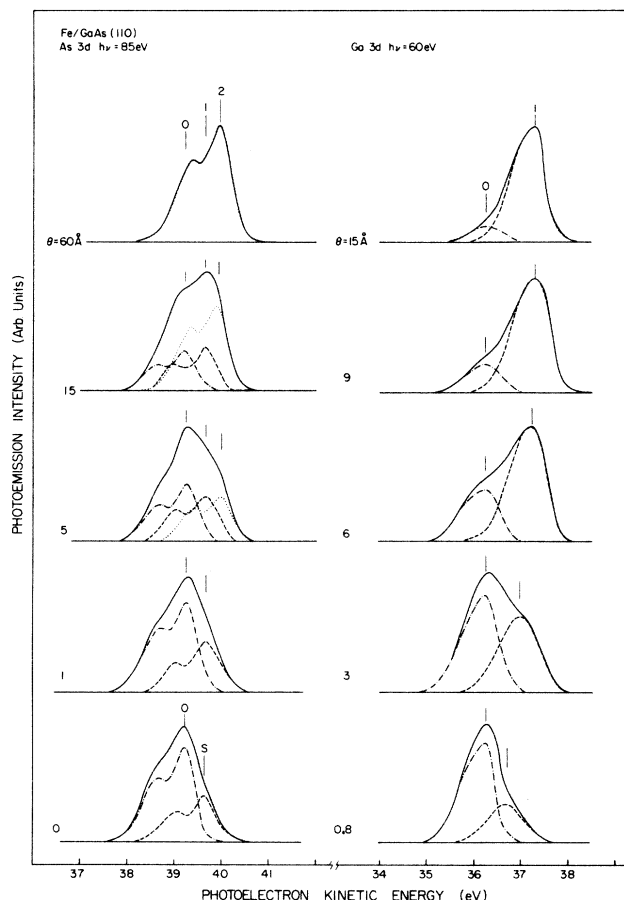 Fe/GaAs (110)
As 3d hν = 85eV
Ga 3d hν = 60eV
0 1 2
0 1
θ = 60Å
θ = 15Å
15
9
5
6
1
3
0 S
0
0.8
37 38 39 40 41
34 35 36 37 38
PHOTOELECTRON KINETIC ENERGY (eV)
PHOTOEMISSION INTENSITY (Arb Units)